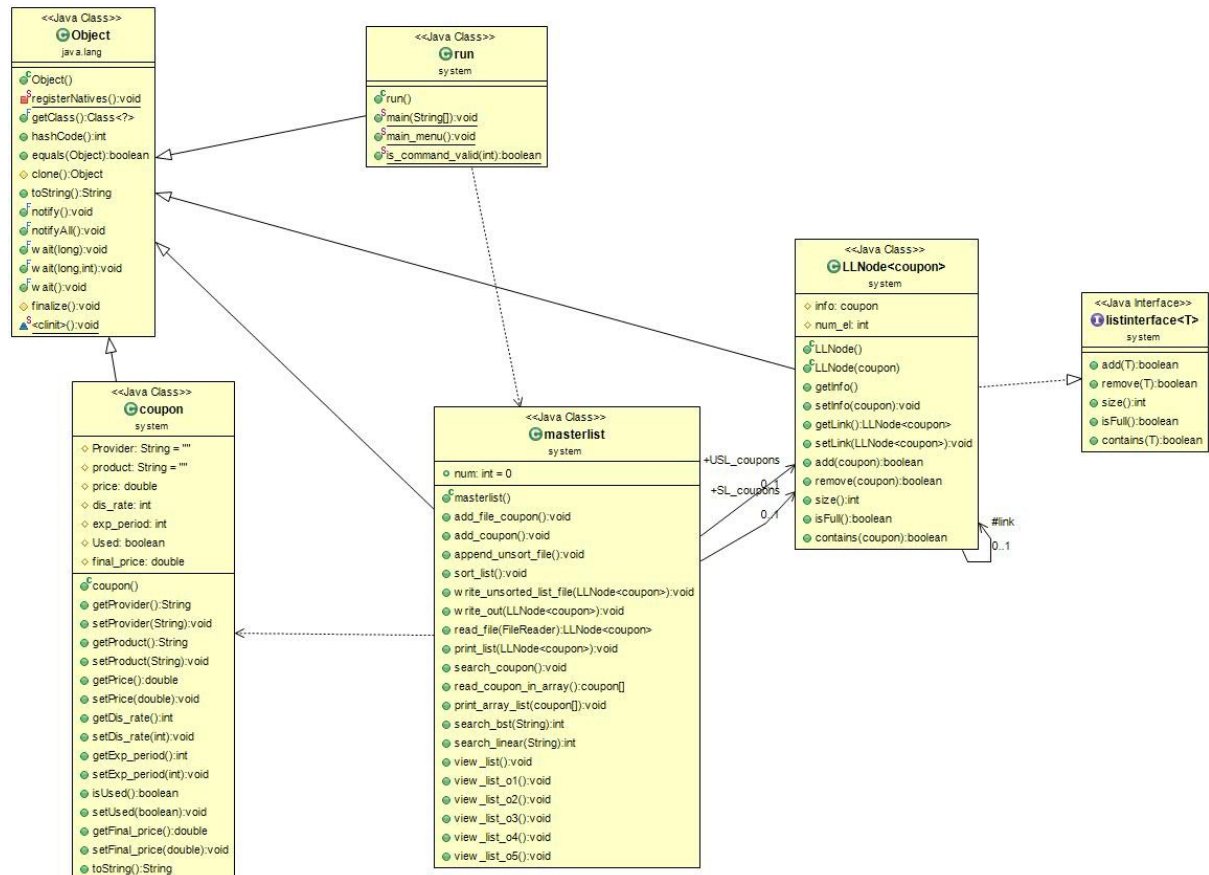 <<Java Class>>
Object
java.lang
Object()
registerNatives():void
getClass():Class<?>
hashCode():int
equals(Object):boolean
clone():Object
toString():String
notify():void
notifyAll():void
wait(long):void
wait(long,int):void
wait():void
finalize():void
<clinit>():void
<<Java Class>>
run
system
run()
main(String[]):void
main_menu():void
is_command_valid(int):boolean
<<Java Class>>
LLNode<coupon>
system
info: coupon
num_el: int
LLNode()
LLNode(coupon)
getInfo()
setInfo(coupon):void
getLink():LLNode<coupon>
setLink(LLNode<coupon>):void
add(coupon):boolean
remove(coupon):boolean
size():int
isFull():boolean
contains(coupon):boolean
#link
0..1
<<Java Interface>>
listinterface<T>
system
add(T):boolean
remove(T):boolean
size():int
isFull():boolean
contains(T):boolean
<<Java Class>>
coupon
system
Provider: String = ""
product: String = ""
price: double
dis_rate: int
exp_period: int
Used: boolean
final_price: double
coupon()
getProvider():String
setProvider(String):void
getProduct():String
setProduct(String):void
getPrice():double
setPrice(double):void
getDis_rate():int
setDis_rate(int):void
getExp_period():int
setExp_period(int):void
isUsed():boolean
setUsed(boolean):void
getFinal_price():double
setFinal_price(double):void
toString():String
<<Java Class>>
masterlist
system
num: int = 0
masterlist()
add_file_coupon():void
add_coupon():void
append_unsort_file():void
sort_list():void
write_unsorted_list_file(LLNode<coupon>):void
write_out(LLNode<coupon>):void
read_file(FileReader):LLNode<coupon>
print_list(LLNode<coupon>):void
search_coupon():void
read_coupon_in_array():coupon[]
print_array_list(coupon[]):void
search_bst(String):int
search_linear(String):int
view_list():void
view_list_o1():void
view_list_o2():void
view_list_o3():void
view_list_o4():void
view_list_o5():void
+USL_coupons
0..1
+SL_coupons
0..1